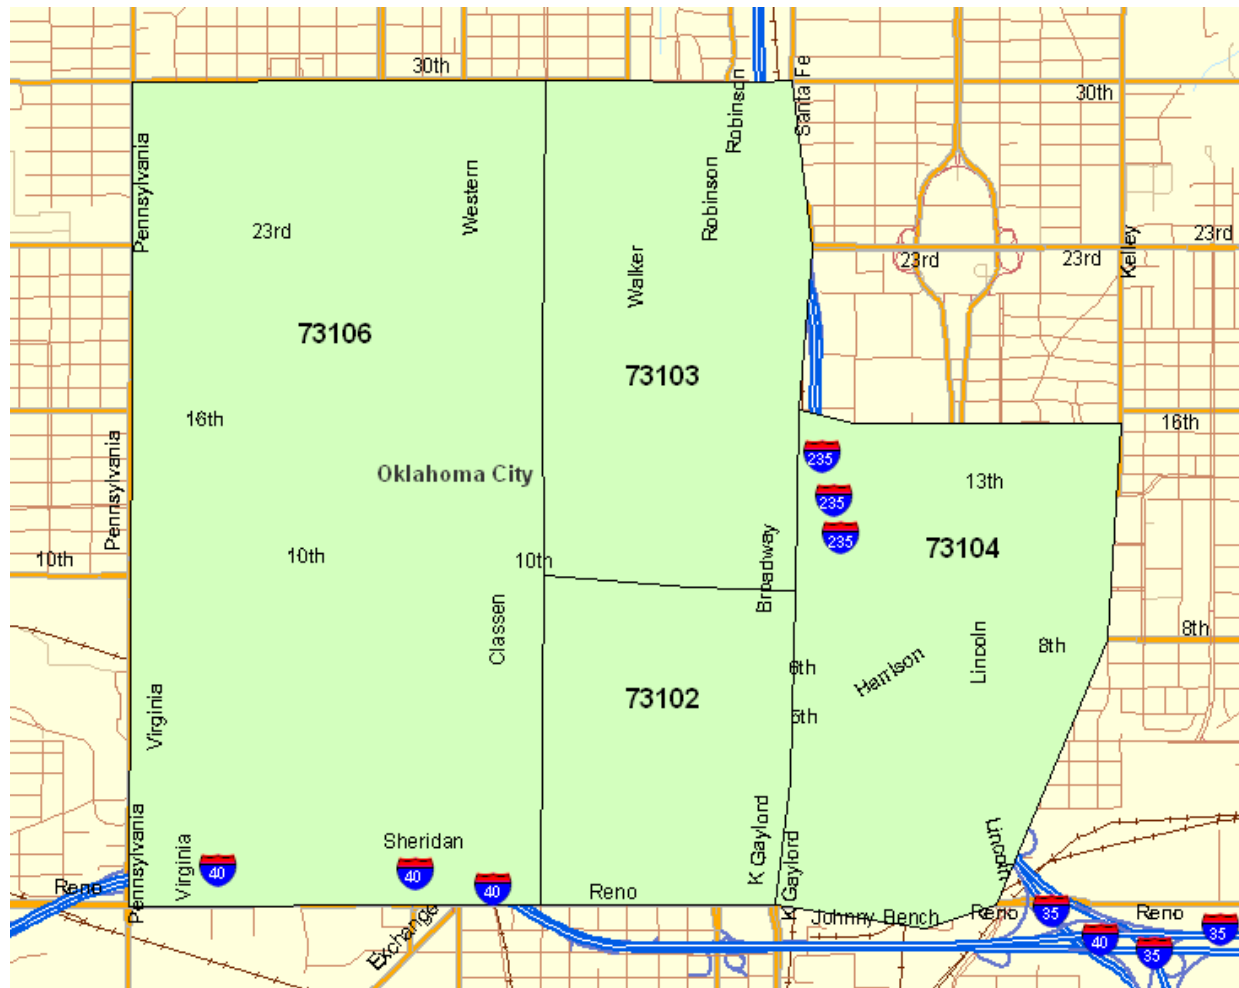 30th
Santa Fe
Robinson
30th
Pennsylvania
Western
Robinson
23rd
Walker
23rd
23rd
Kelley
23rd
73106
73103
16th
Pennsylvania
Oklahoma City
16th
235
13th
235
235
73104
10th
10th
10th
Broadway
Classen
8th
Lincoln
8th
6th
Harrison
73102
5th
Virginia
Sheridan
K Gaylord
K Gaylord
Lincoln
Pennsylvania
Virginia
40
40
40
Reno
Reno
Exchange
Johnny Bench
Reno
35
Reno
40
35
35